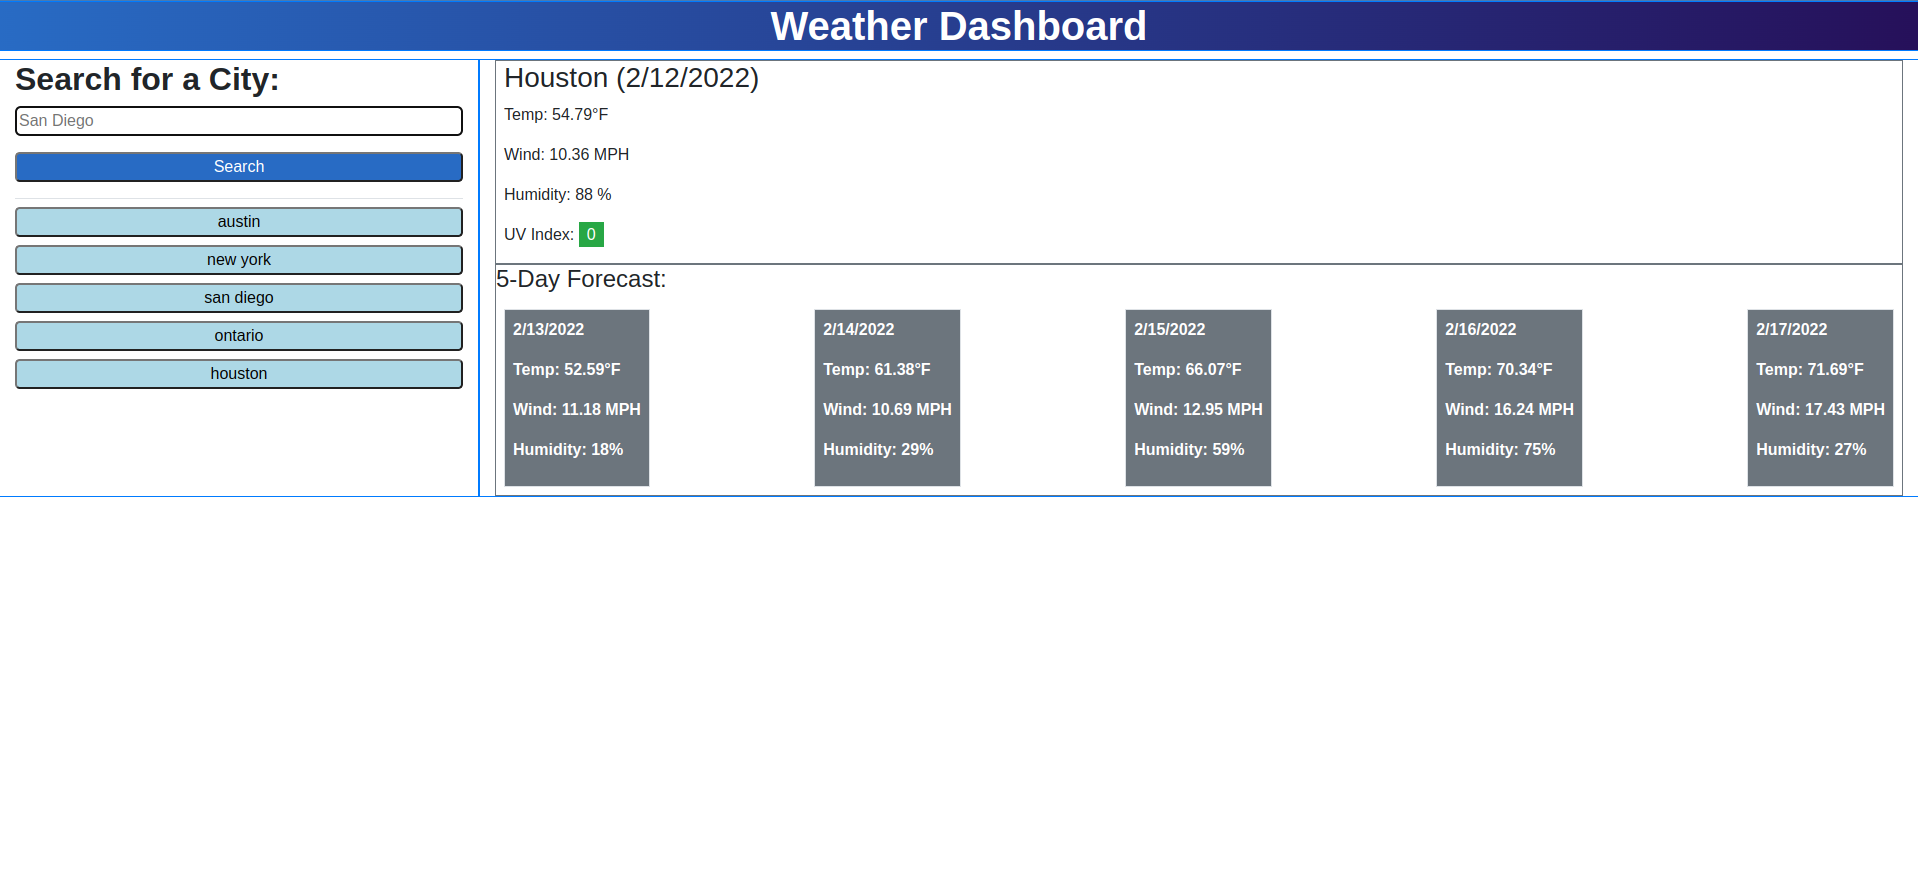 Weather Dashboard
Search for a City:
San Diego
Search
austin
new york
san diego
ontario
houston
Houston (2/12/2022)
Temp: 54.79°F
Wind: 10.36 MPH
Humidity: 88 %
UV Index: 0
5-Day Forecast:
2/13/2022
Temp: 52.59°F
Wind: 11.18 MPH
Humidity: 18%
2/14/2022
Temp: 61.38°F
Wind: 10.69 MPH
Humidity: 29%
2/15/2022
Temp: 66.07°F
Wind: 12.95 MPH
Humidity: 59%
2/16/2022
Temp: 70.34°F
Wind: 16.24 MPH
Humidity: 75%
2/17/2022
Temp: 71.69°F
Wind: 17.43 MPH
Humidity: 27%